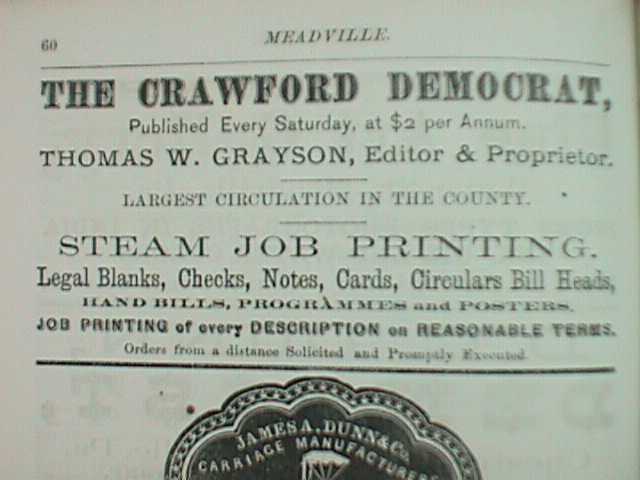 60
MEADVILLE.
THE CRAWFORD DEMOCRAT,
Published Every Saturday, at $2 per Annum.
THOMAS W. GRAYSON, Editor & Proprietor.
LARGEST CIRCULATION IN THE COUNTY.
STEAM JOB PRINTING.
Legal Blanks, Checks, Notes, Cards, Circulars Bill Heads,
HAND BILLS, PROGRAMMES and POSTERS.
JOB PRINTING of every DESCRIPTION on REASONABLE TERMS.
Orders from a distance Solicited and Promptly Executed.
JAMES A. DUNN & Co.
CARRIAGE MANUFACTURERS